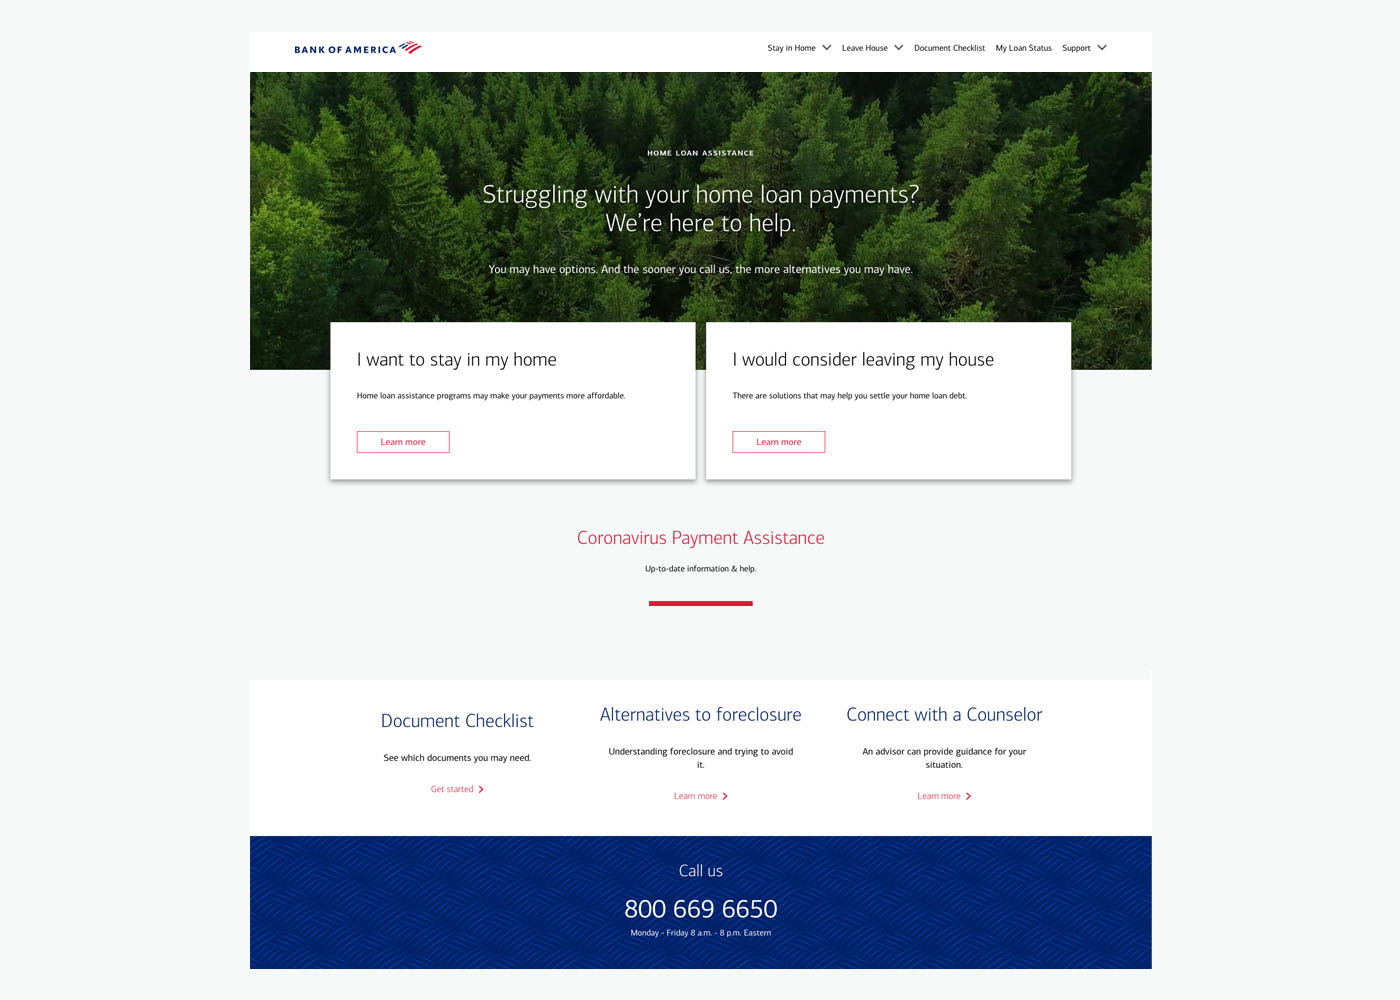 BANK OF AMERICA
Stay in Home Leave House Document Checklist My Loan Status Support
HOME LOAN ASSISTANCE
Struggling with your home loan payments?
We’re here to help.
You may have options. And the sooner you call us, the more alternatives you may have.
I want to stay in my home
Home loan assistance programs may make your payments more affordable.
Learn more
I would consider leaving my house
There are solutions that may help you settle your home loan debt.
Learn more
Coronavirus Payment Assistance
Up-to-date information & help.
Document Checklist
See which documents you may need.
Get started
Alternatives to foreclosure
Understanding foreclosure and trying to avoid
it.
Learn more
Connect with a Counselor
An advisor can provide guidance for your
situation.
Learn more
Call us
800 669 6650
Monday - Friday 8 a.m. - 8 p.m. Eastern